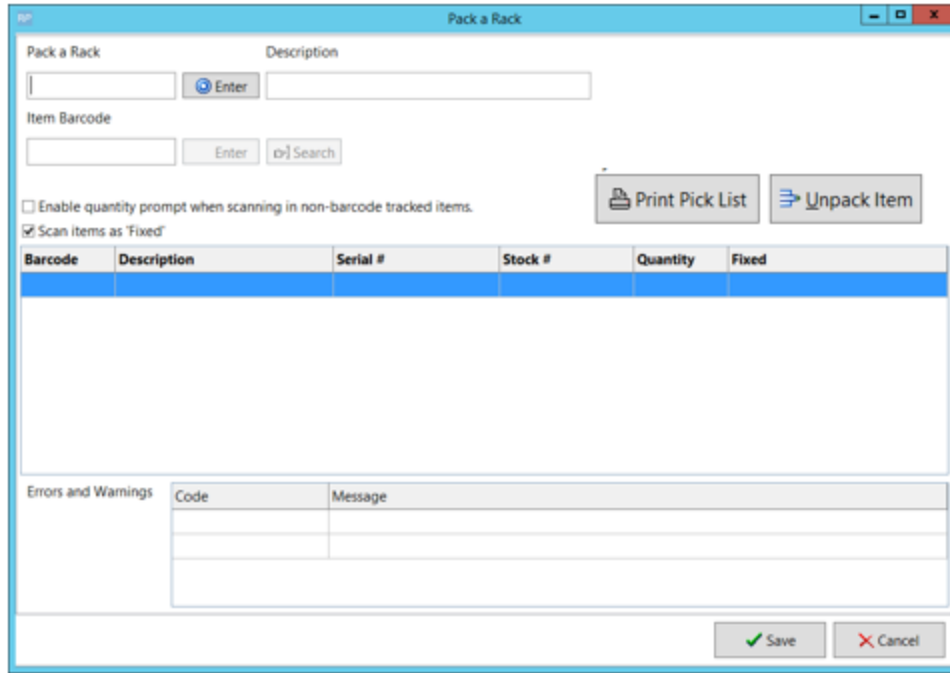 RP
Pack a Rack
Pack a Rack Description
Enter
Item Barcode
Enter Search
Print Pick List Unpack Item
Enable quantity prompt when scanning in non-barcode tracked items.
Scan items as 'Fixed'
Barcode Description Serial # Stock # Quantity Fixed
Errors and Warnings Code Message
Save Cancel